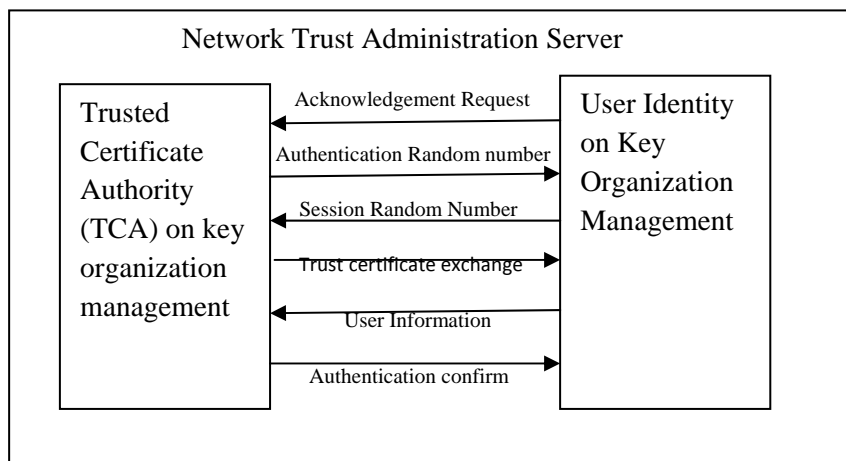 Network Trust Administration Server
Trusted
Certificate
Authority
(TCA) on key
organization
management
Acknowledgement Request
Authentication Random number
Session Random Number
Trust certificate exchange
User Information
Authentication confirm
User Identity
on Key
Organization
Management